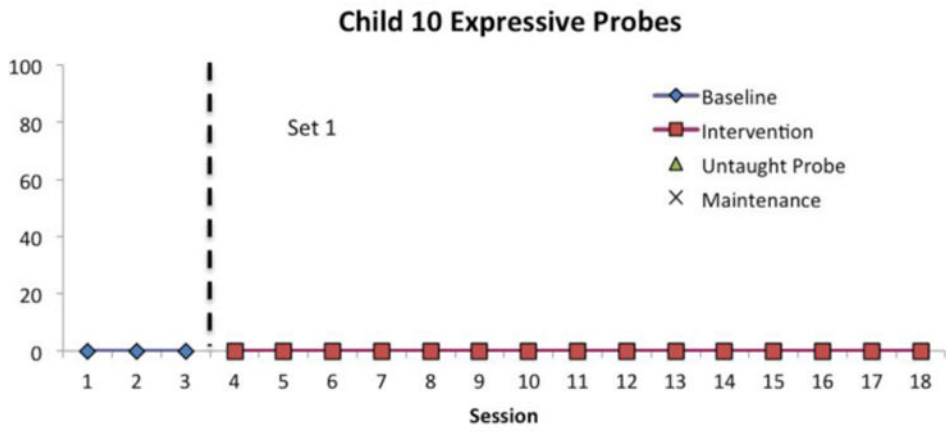 Child 10 Expressive Probes
100
80
60
40
20
0
Set 1
Baseline
Intervention
Untaught Probe
Maintenance
1 2 3 4 5 6 7 8 9 10 11 12 13 14 15 16 17 18
Session